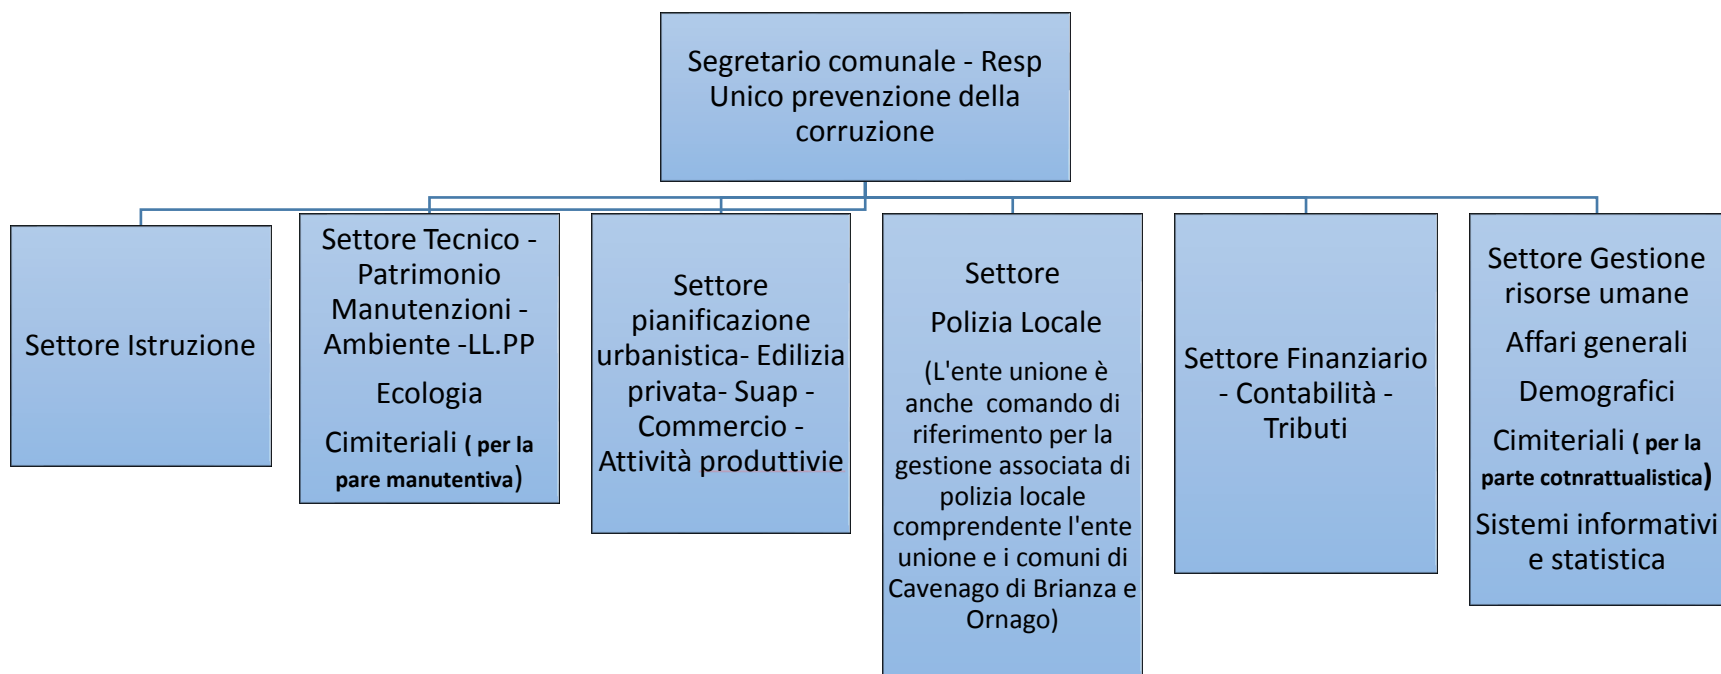 Segretario comunale - Resp
Unico prevenzione della
corruzione
Settore Istruzione
Settore Tecnico -
Patrimonio
Manutenzioni -
Ambiente -LL.PP
Ecologia
Cimiteriali ( per la
pare manutentiva)
Settore
pianificazione
urbanistica- Edilizia
privata- Suap -
Commercio -
Attività produttivie
Settore
Polizia Locale
(L'ente unione è
anche comando di
riferimento per la
gestione associata di
polizia locale
comprendente l'ente
unione e i comuni di
Cavenago di Brianza e
Ornago)
Settore Finanziario
- Contabilità -
Tributi
Settore Gestione
risorse umane
Affari generali
Demografici
Cimiteriali ( per la
parte cotnrattualistica)
Sistemi informativi
e statistica